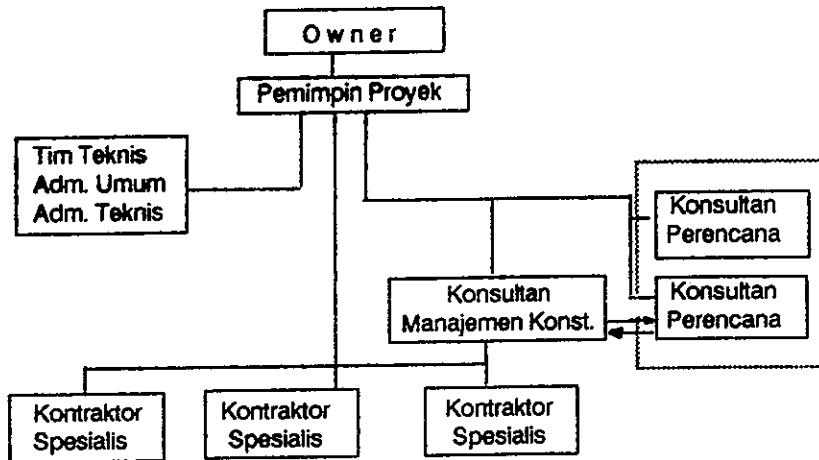 Owner
Pemimpin Proyek
Tim Teknis
Adm. Umum
Adm. Teknis
Konsultan
Perencana
Konsultan
Manajemen Konst.
Konsultan
Perencana
Kontraktor
Spesialis
Kontraktor
Spesialis
Kontraktor
Spesialis